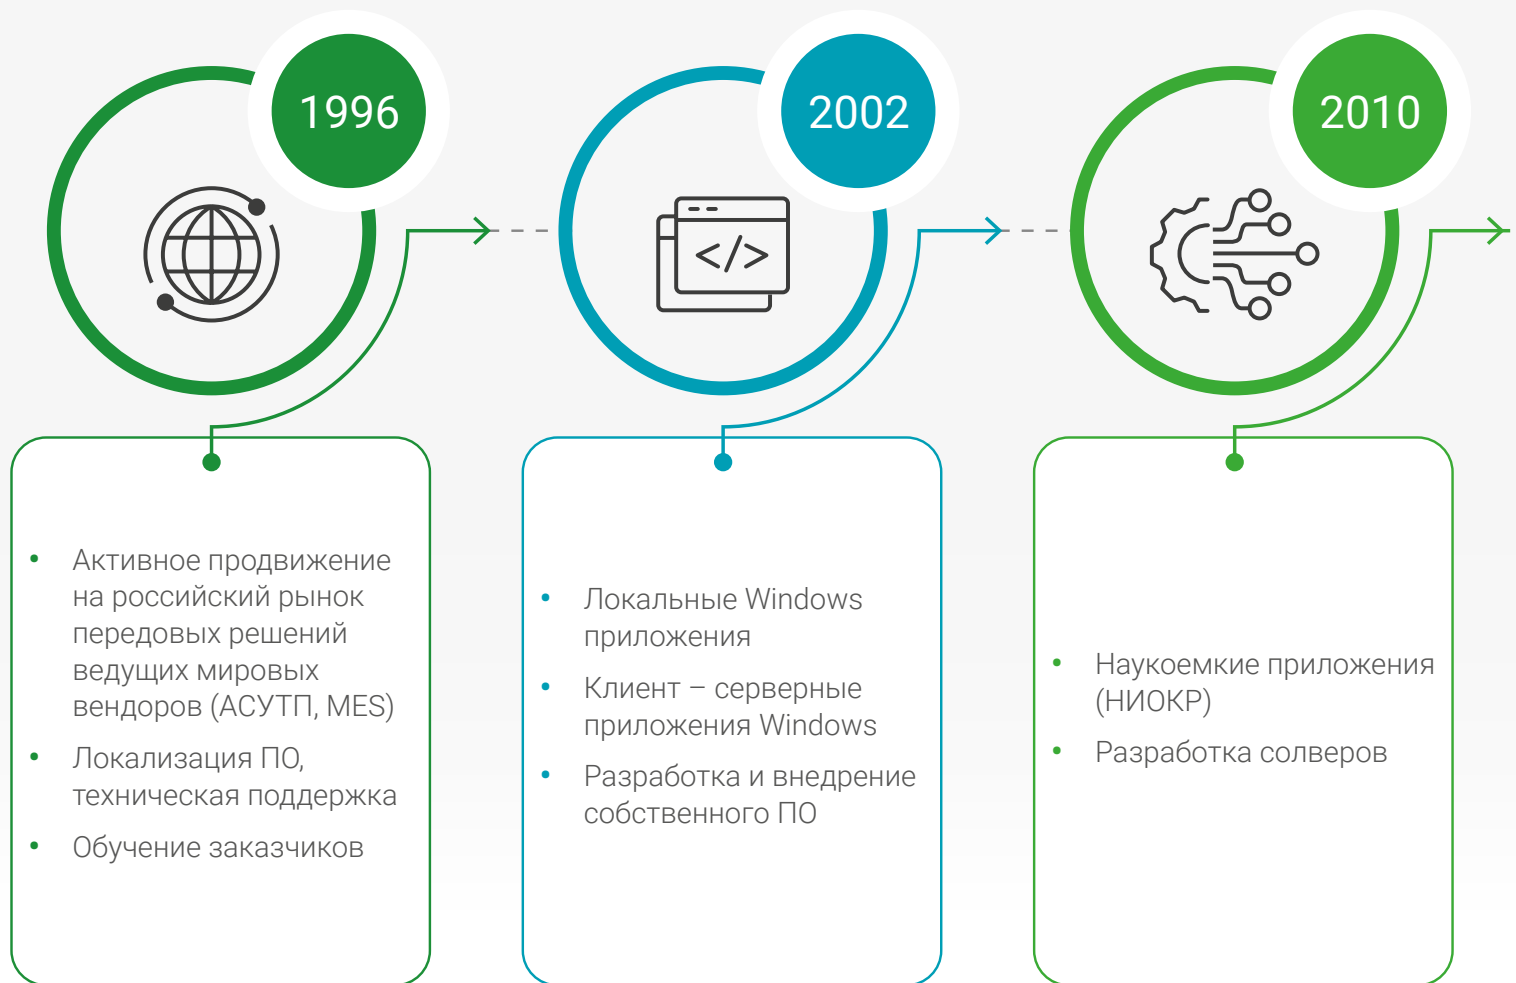 1996
2002
2010
• Активное продвижение
на российский рынок
передовых решений
ведущих мировых
вендоров (АСУТП, MES)
• Локализация ПО,
техническая поддержка
• Обучение заказчиков
• Локальные Windows
приложения
• Клиент – серверные
приложения Windows
• Разработка и внедрение
собственного ПО
• Наукоемкие приложения
(НИОКР)
• Разработка солверов